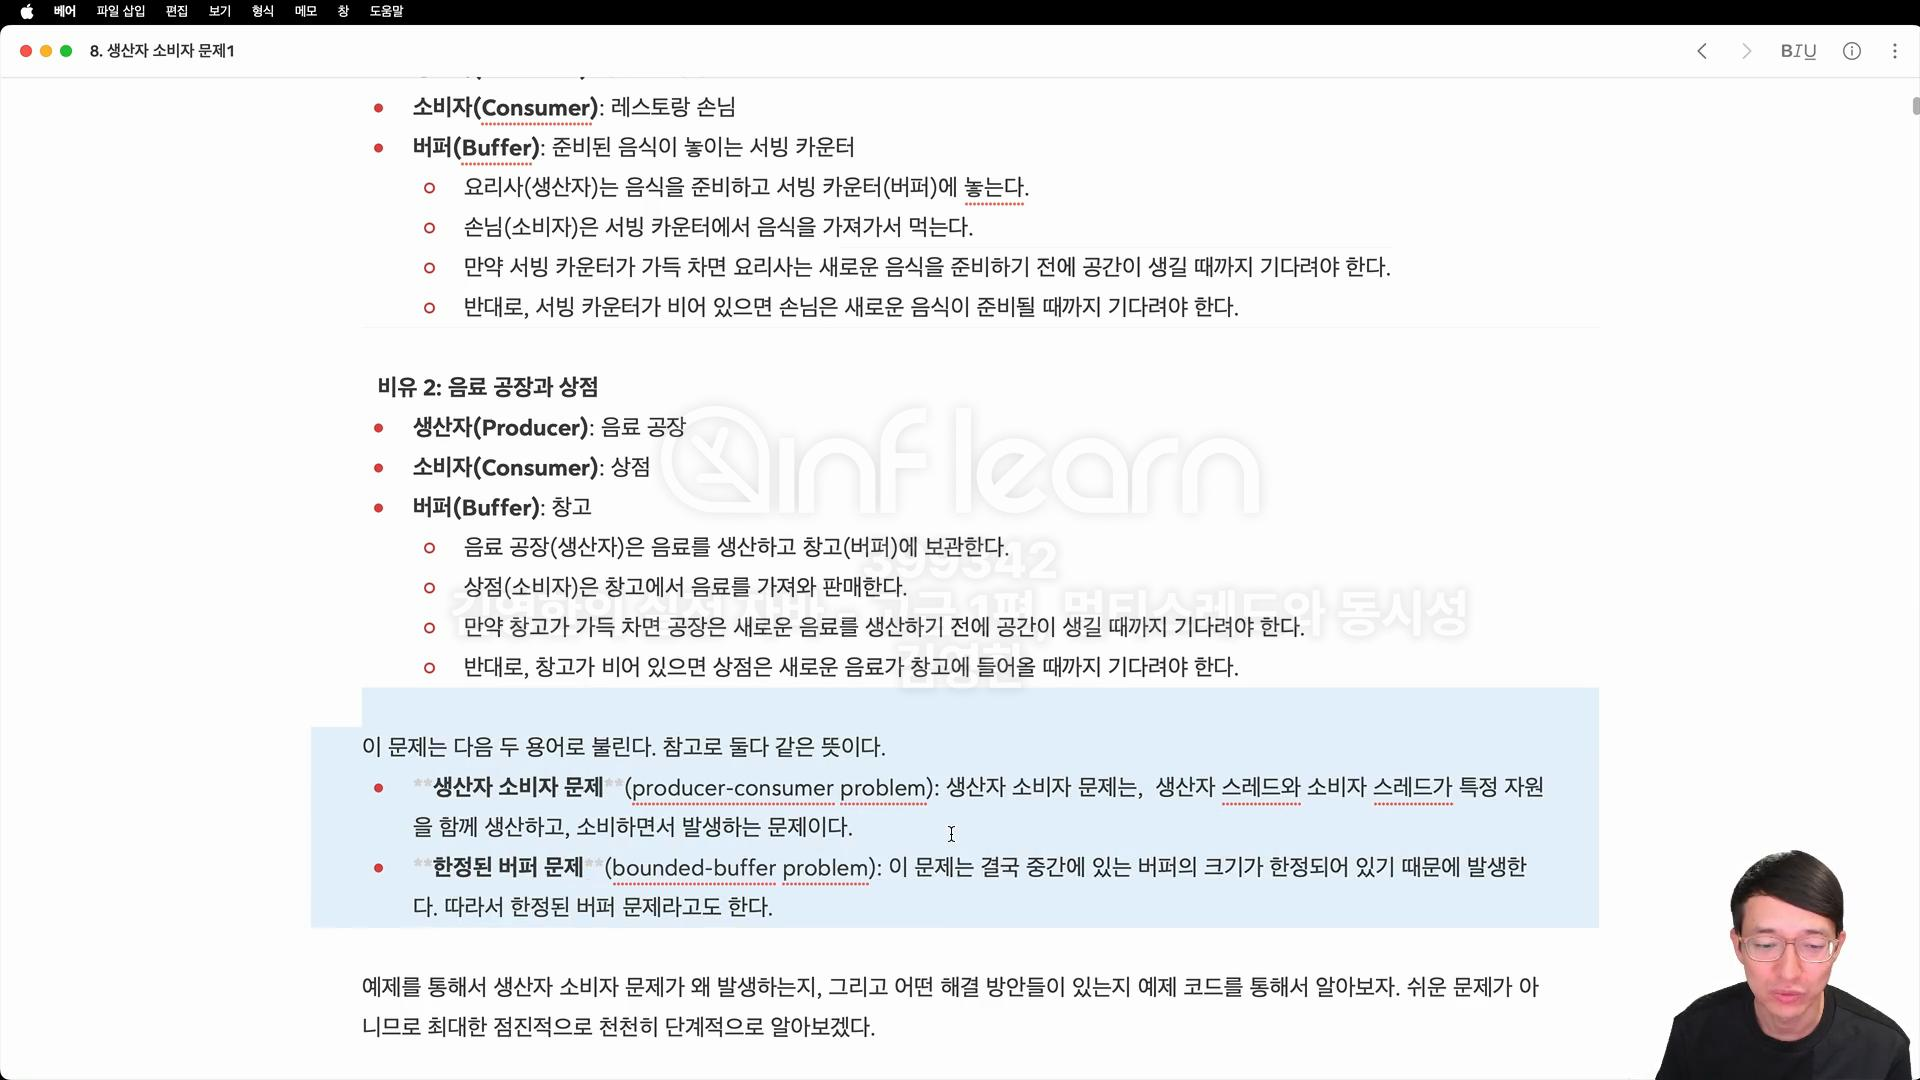 베어 파일 삽입 편집 보기 형식 메모 창 도움말
8. 생산자 소비자 문제1
BIU
소비자(Consumer): 레스토랑 손님
버퍼(Buffer): 준비된 음식이 놓이는 서빙 카운터
요리사(생산자)는 음식을 준비하고 서빙 카운터(버퍼)에 놓는다.
손님(소비자)은 서빙 카운터에서 음식을 가져가서 먹는다.
만약 서빙 카운터가 가득 차면 요리사는 새로운 음식을 준비하기 전에 공간이 생길 때까지 기다려야 한다.
반대로, 서빙 카운터가 비어 있으면 손님은 새로운 음식이 준비될 때까지 기다려야 한다.
비유 2: 음료 공장과 상점
생산자(Producer): 음료 공장
소비자(Consumer): 상점
inflearn
버퍼(Buffer): 창고
음료 공장(생산자)은 음료를 생산하고 창고(버퍼)에 보관한다.
399342
상점(소비자)은 창고에서 음료를 가져와 판매한다.
김영한의 실전 자바 - 고급 1편, 멀티스레드와 동시성
만약 창고가 가득 차면 공장은 새로운 음료를 생산하기 전에 공간이 생길 때까지 기다려야 한다.
김영한
반대로, 창고가 비어 있으면 상점은 새로운 음료가 창고에 들어올 때까지 기다려야 한다.
이 문제는 다음 두 용어로 불린다. 참고로 둘다 같은 뜻이다.
**생산자 소비자 문제**(producer-consumer problem): 생산자 소비자 문제는, 생산자 스레드와 소비자 스레드가 특정 자원
을 함께 생산하고, 소비하면서 발생하는 문제이다.
**한정된 버퍼 문제**(bounded-buffer problem): 이 문제는 결국 중간에 있는 버퍼의 크기가 한정되어 있기 때문에 발생한
다. 따라서 한정된 버퍼 문제라고도 한다.
예제를 통해서 생산자 소비자 문제가 왜 발생하는지, 그리고 어떤 해결 방안들이 있는지 예제 코드를 통해서 알아보자. 쉬운 문제가 아
니므로 최대한 점진적으로 천천히 단계적으로 알아보겠다.